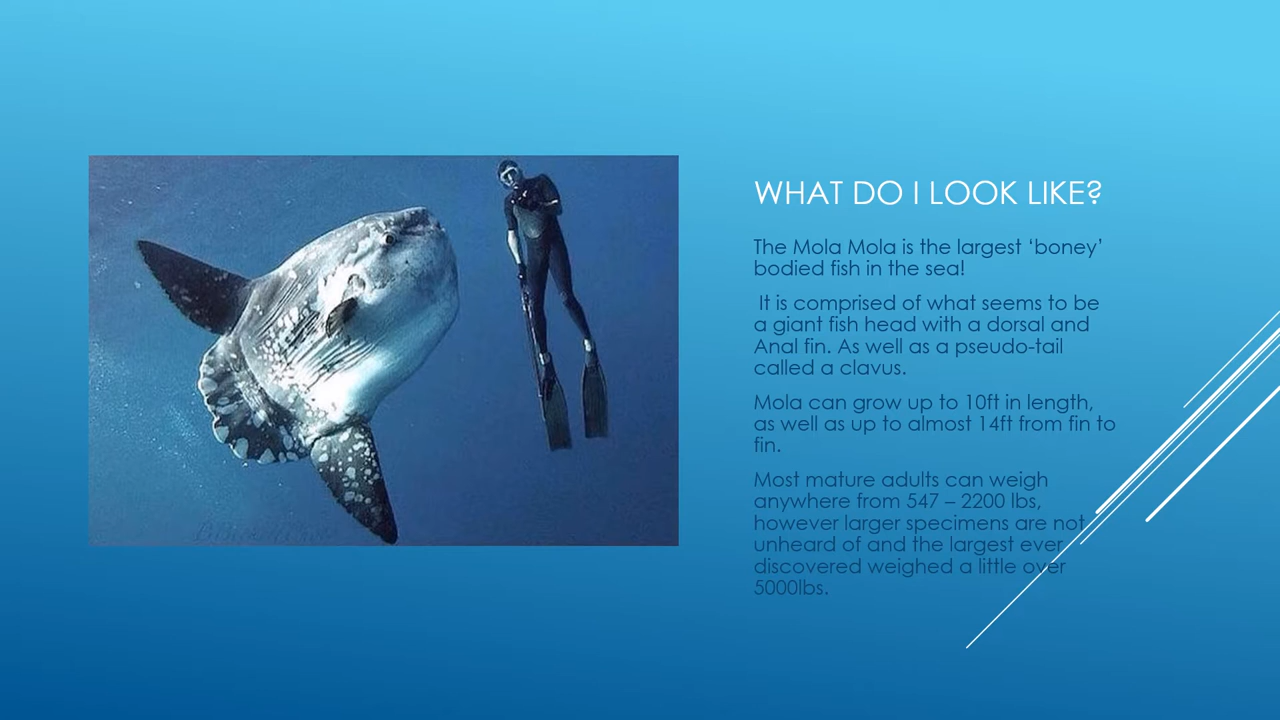 WHAT DO I LOOK LIKE?
The Mola Mola is the largest ‘boney’
bodied fish in the sea!
It is comprised of what seems to be
a giant fish head with a dorsal and
Anal fin. As well as a pseudo-tail
called a clavus.
Mola can grow up to 10ft in length,
as well as up to almost 14ft from fin to
fin.
Most mature adults can weigh
anywhere from 547 – 2200 lbs,
however larger specimens are not
unheard of and the largest ever
discovered weighed a little over
5000lbs.